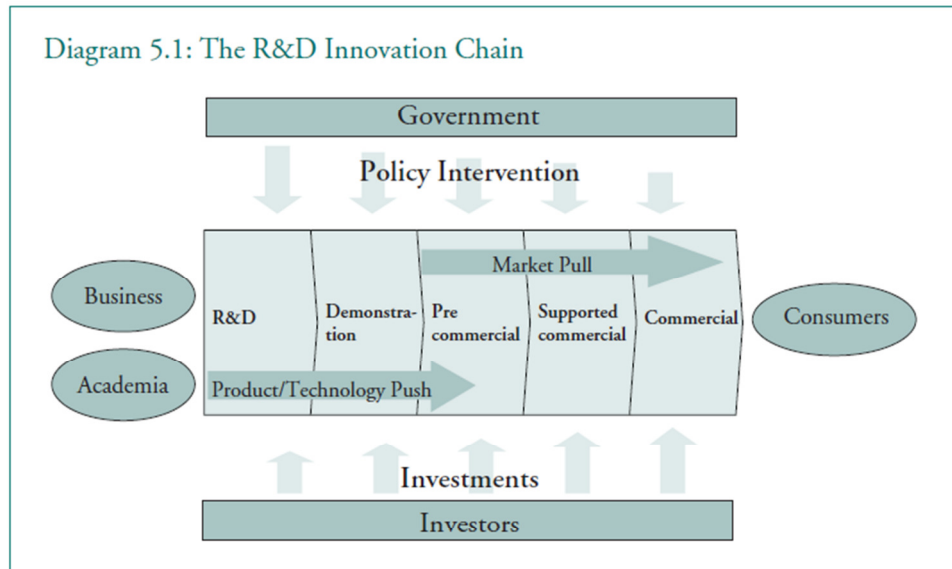 Diagram 5.1: The R&D Innovation Chain
Government
Policy Intervention
Market Pull
Business
Academia
R&D
Demonstra-
tion
Pre
commercial
Supported
commercial
Commercial
Consumers
Product/Technology Push
Investments
Investors